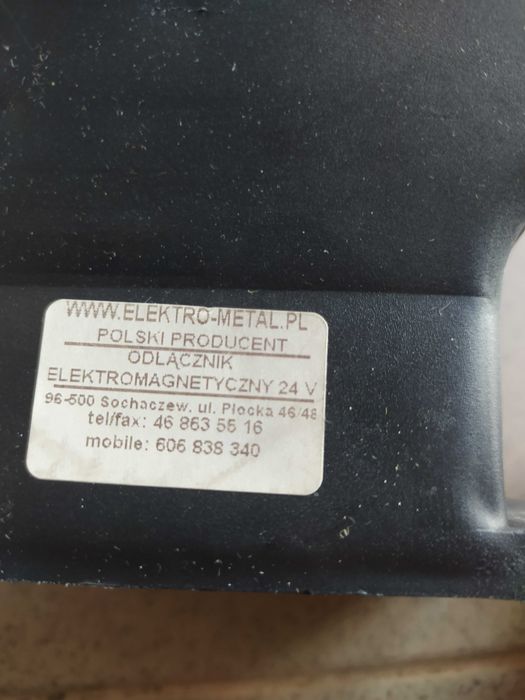 WWW.ELEKTRO-METAL.PL
POLSKI PRODUCENT
ODŁĄCZNIK
ELEKTROMAGNETYCZNY 24 V
96-500 Sochaczew, ul. Płocka 46/48
tel/fax: 46 863 55 16
mobile: 606 838 340